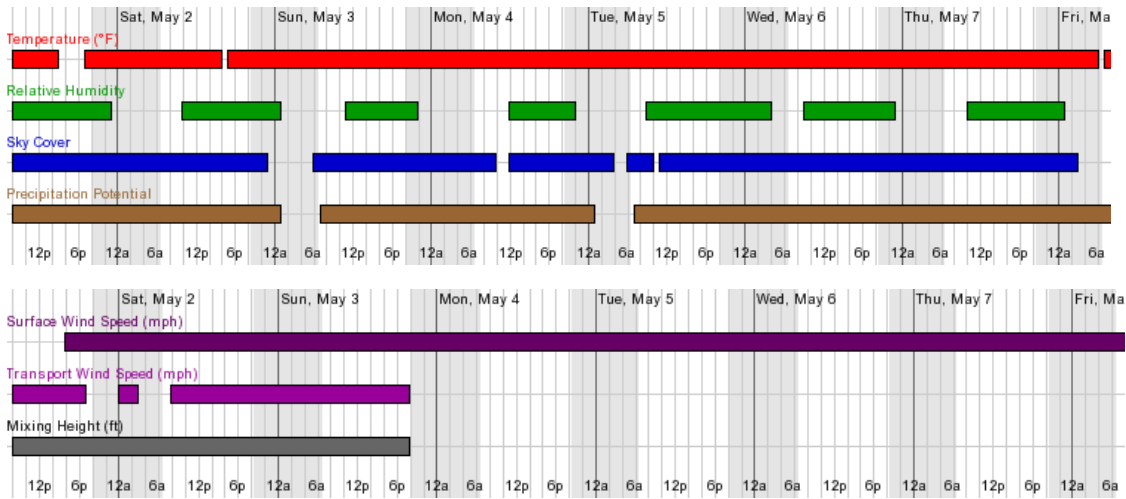 Sat, May 2 Sun, May 3 Mon, May 4 Tue, May 5 Wed, May 6 Thu, May 7 Fri, Ma
Temperature (°F)
Relative Humidity
Sky Cover
Precipitation Potential
12p 6p 12a 6a 12p 6p 12a 6a 12p 6p 12a 6a 12p 6p 12a 6a 12p 6p 12a 6a 12p 6p 12a 6a 12p 6p 12a 6a
Sat, May 2 Sun, May 3 Mon, May 4 Tue, May 5 Wed, May 6 Thu, May 7 Fri, Ma
Surface Wind Speed (mph)
Transport Wind Speed (mph)
Mixing Height (ft)
12p 6p 12a 6a 12p 6p 12a 6a 12p 6p 12a 6a 12p 6p 12a 6a 12p 6p 12a 6a 12p 6p 12a 6a 12p 6p 12a 6a